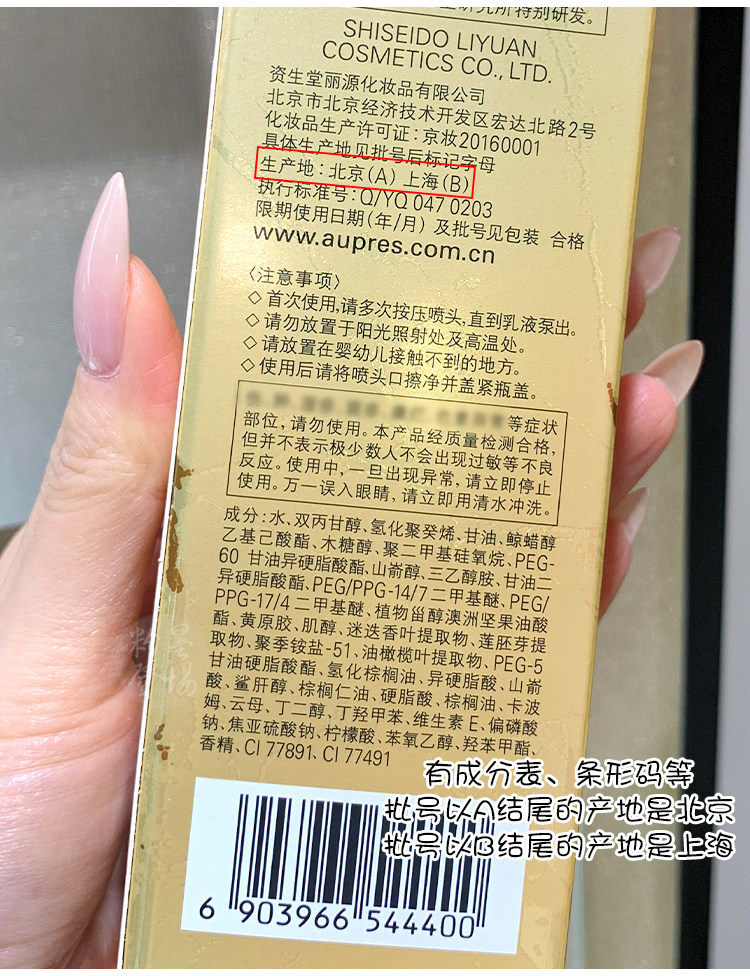 研究所特别研发。
SHISEIDO LIYUAN
COSMETICS CO., LTD.
资生堂丽源化妆品有限公司
北京市北京经济技术开发区宏达北路2号
化妆品生产许可证：京妆20160001
具体生产地见批号后标记字母
生产地：北京(A) 上海(B)
执行标准号：Q/YQ 047 0203
限期使用日期(年/月) 及批号见包装 合格
www.aupres.com.cn
〈注意事项〉
◇ 首次使用,请多次按压喷头,直到乳液泵出。
◇ 请勿放置于阳光照射处及高温处。
◇ 请放置在婴幼儿接触不到的地方。
◇ 使用后请将喷头口擦净并盖紧瓶盖。
等症状
部位，请勿使用。本产品经质量检测合格,
但并不表示极少数人不会出现过敏等不良
反应。使用中,一旦出现异常,请立即停止
使用。万一误入眼睛,请立即用清水冲洗。
成分：水、双丙甘醇、氢化聚癸烯、甘油、鲸蜡醇
乙基己酸酯、木糖醇、聚二甲基硅氧烷、PEG-
60 甘油异硬脂酸酯、山嵛醇、三乙醇胺、甘油二
异硬脂酸酯、PEG/PPG-14/7 二甲基醚、PEG/
PPG-17/4 二甲基醚、植物甾醇澳洲坚果油酸
酯、黄原胶、肌醇、迷迭香叶提取物、莲胚芽提
取物、聚季铵盐-51、油橄榄叶提取物、PEG-5
甘油硬脂酸酯、氢化棕榈油、异硬脂酸、山嵛
酸、鲨肝醇、棕榈仁油、硬脂酸、棕榈油、卡波
姆、云母、丁二醇、丁羟甲苯、维生素 E、偏磷酸
钠、焦亚硫酸钠、柠檬酸、苯氧乙醇、羟苯甲酯、
香精、CI 77891、CI 77491
有成分表、条形码等
批号以A结尾的产地是北京
批号以B结尾的产地是上海
6 903966 544400